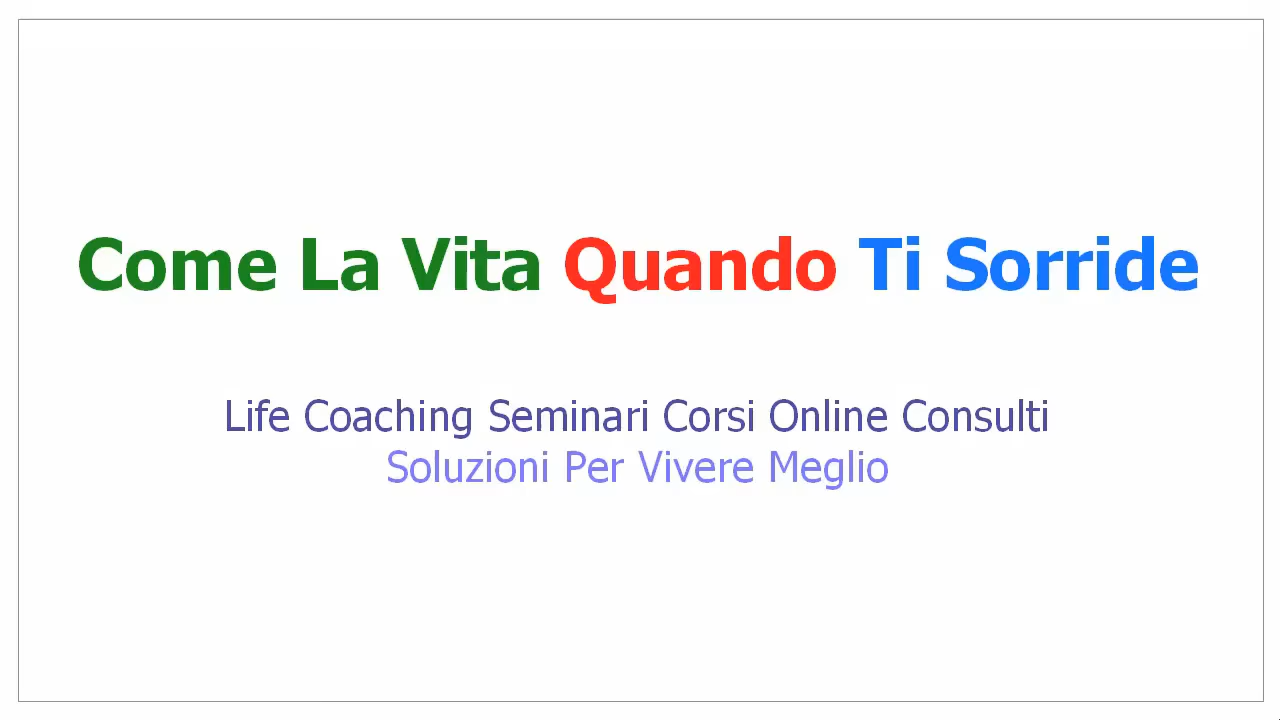 Come La Vita Quando Ti Sorride
Life Coaching Seminari Corsi Online Consulti
Soluzioni Per Vivere Meglio